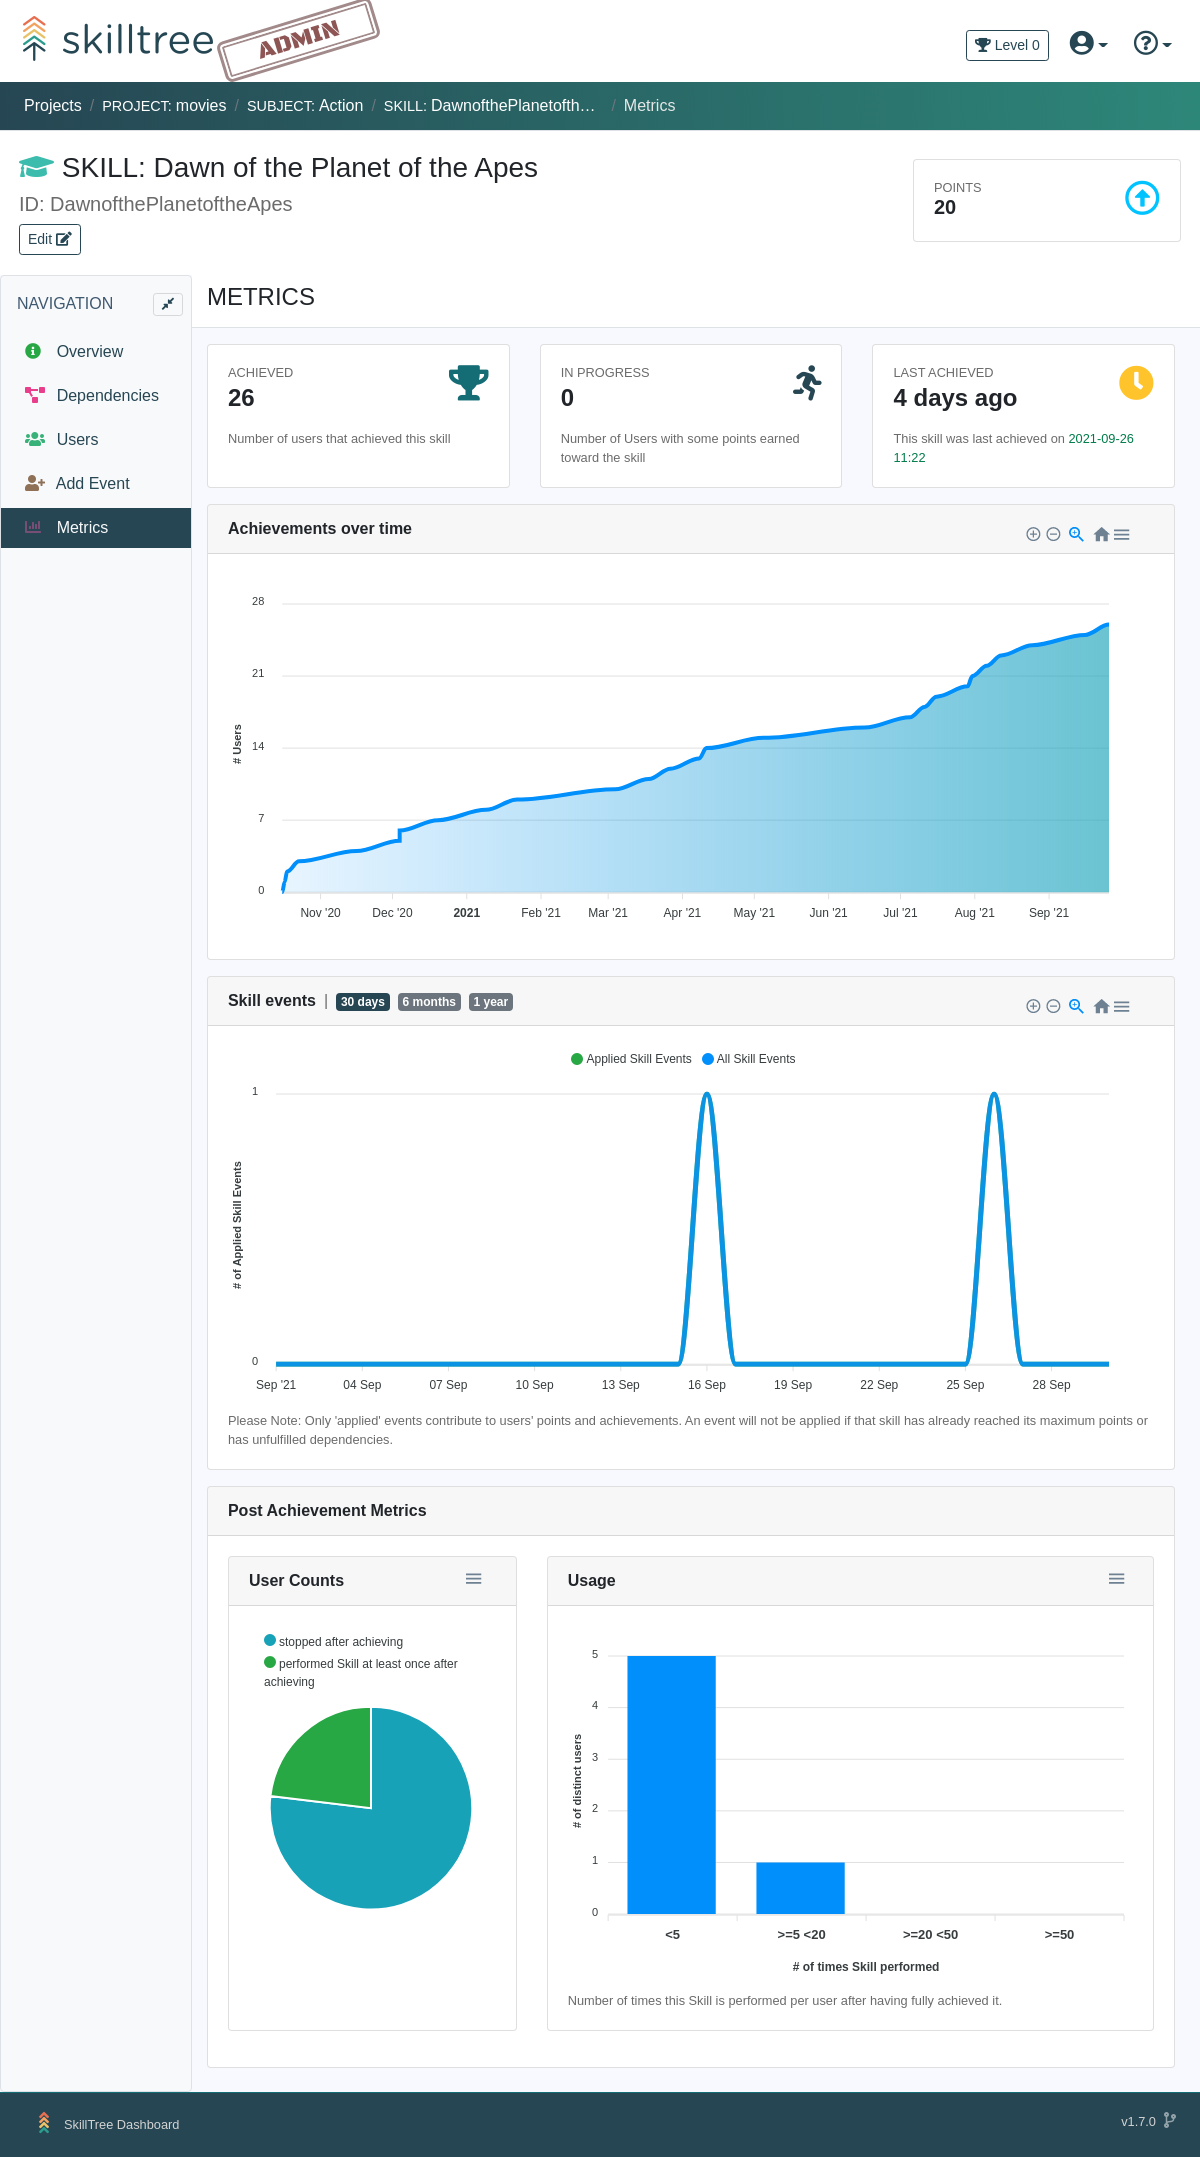 skilltree
ADMIN
Level 0
Projects / PROJECT: movies / SUBJECT: Action / SKILL: DawnofthePlanetofth… / Metrics
SKILL: Dawn of the Planet of the Apes
ID: DawnofthePlanetoftheApes
Edit
POINTS
20
NAVIGATION
Overview
Dependencies
Users
Add Event
Metrics
METRICS
ACHIEVED
26
Number of users that achieved this skill
IN PROGRESS
0
Number of Users with some points earned
toward the skill
LAST ACHIEVED
4 days ago
This skill was last achieved on 2021-09-26
11:22
Achievements over time
28
21
14
7
0
# Users
Nov '20 Dec '20 2021 Feb '21 Mar '21 Apr '21 May '21 Jun '21 Jul '21 Aug '21 Sep '21
Skill events | 30 days 6 months 1 year
Applied Skill Events All Skill Events
1
0
# of Applied Skill Events
Sep '21 04 Sep 07 Sep 10 Sep 13 Sep 16 Sep 19 Sep 22 Sep 25 Sep 28 Sep
Please Note: Only 'applied' events contribute to users' points and achievements. An event will not be applied if that skill has already reached its maximum points or
has unfulfilled dependencies.
Post Achievement Metrics
User Counts
stopped after achieving
performed Skill at least once after
achieving
Usage
5
4
3
2
1
0
# of distinct users
<5 >=5 <20 >=20 <50 >=50
# of times Skill performed
Number of times this Skill is performed per user after having fully achieved it.
SkillTree Dashboard
v1.7.0